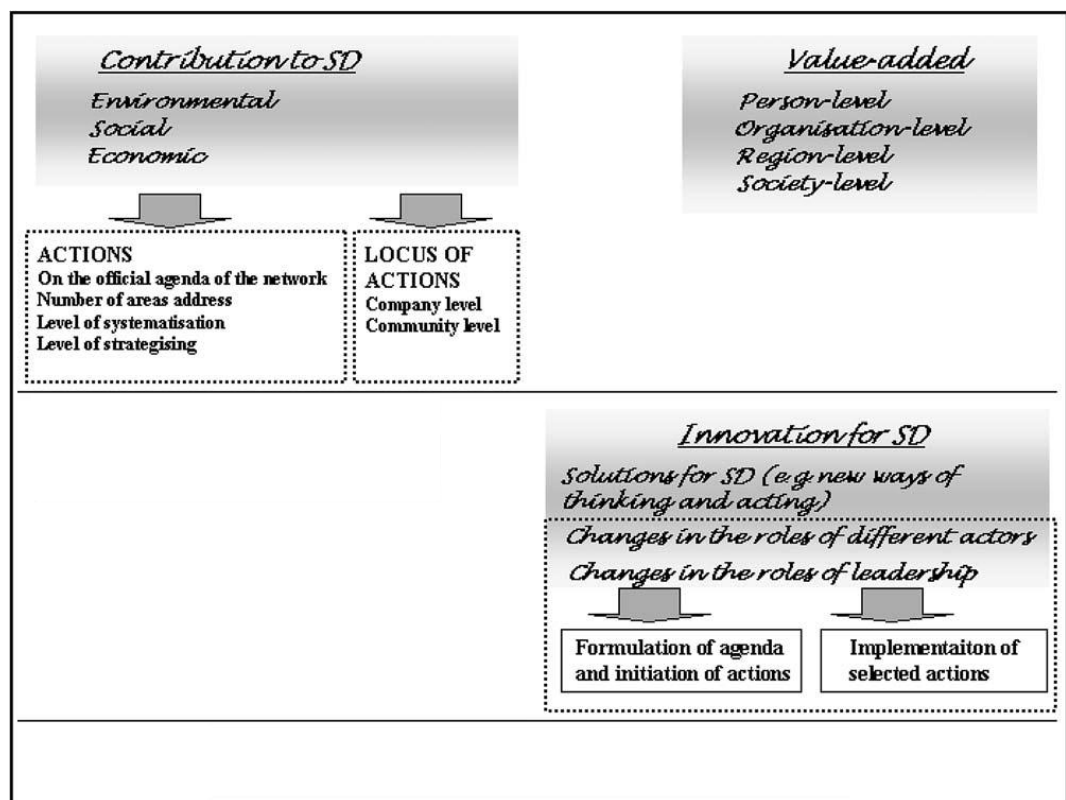 Contribution to SD
Environmental
Social
Economic
Value-added
Person-level
Organisation-level
Region-level
Society-level
ACTIONS
On the official agenda of the network
Number of areas address
Level of systematisation
Level of strategising
LOCUS OF
ACTIONS
Company level
Community level
Innovation for SD
Solutions for SD (e.g. new ways of
thinking and acting)
Changes in the roles of different actors
Changes in the roles of leadership
Formulation of agenda
and initiation of actions
Implementaiton of
selected actions